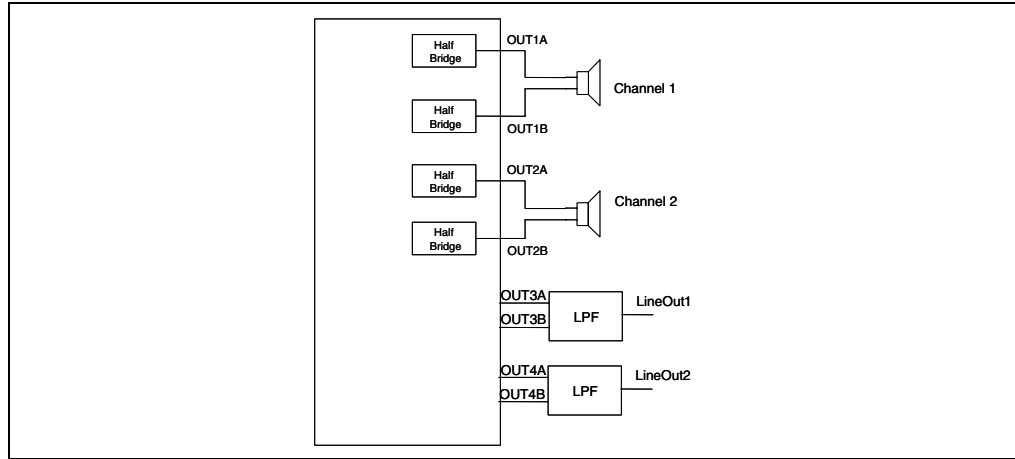 Half
Bridge
OUT1A
Channel 1
Half
Bridge
OUT1B
Half
Bridge
OUT2A
Channel 2
Half
Bridge
OUT2B
OUT3A
OUT3B
LPF
LineOut1
OUT4A
OUT4B
LPF
LineOut2